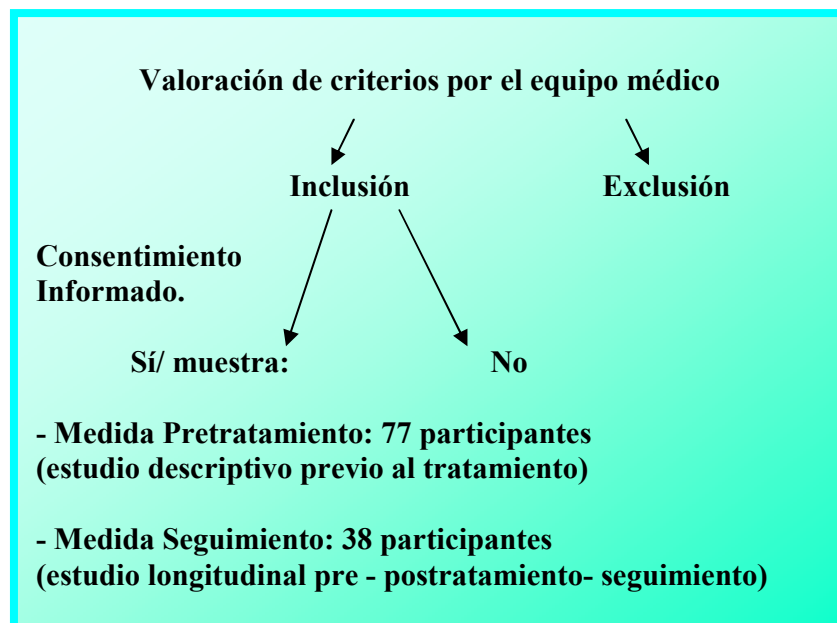 Valoración de criterios por el equipo médico
Inclusión Exclusión
Consentimiento
Informado.
Sí/ muestra: No
- Medida Pretratamiento: 77 participantes
(estudio descriptivo previo al tratamiento)
- Medida Seguimiento: 38 participantes
(estudio longitudinal pre - postratamiento- seguimiento)